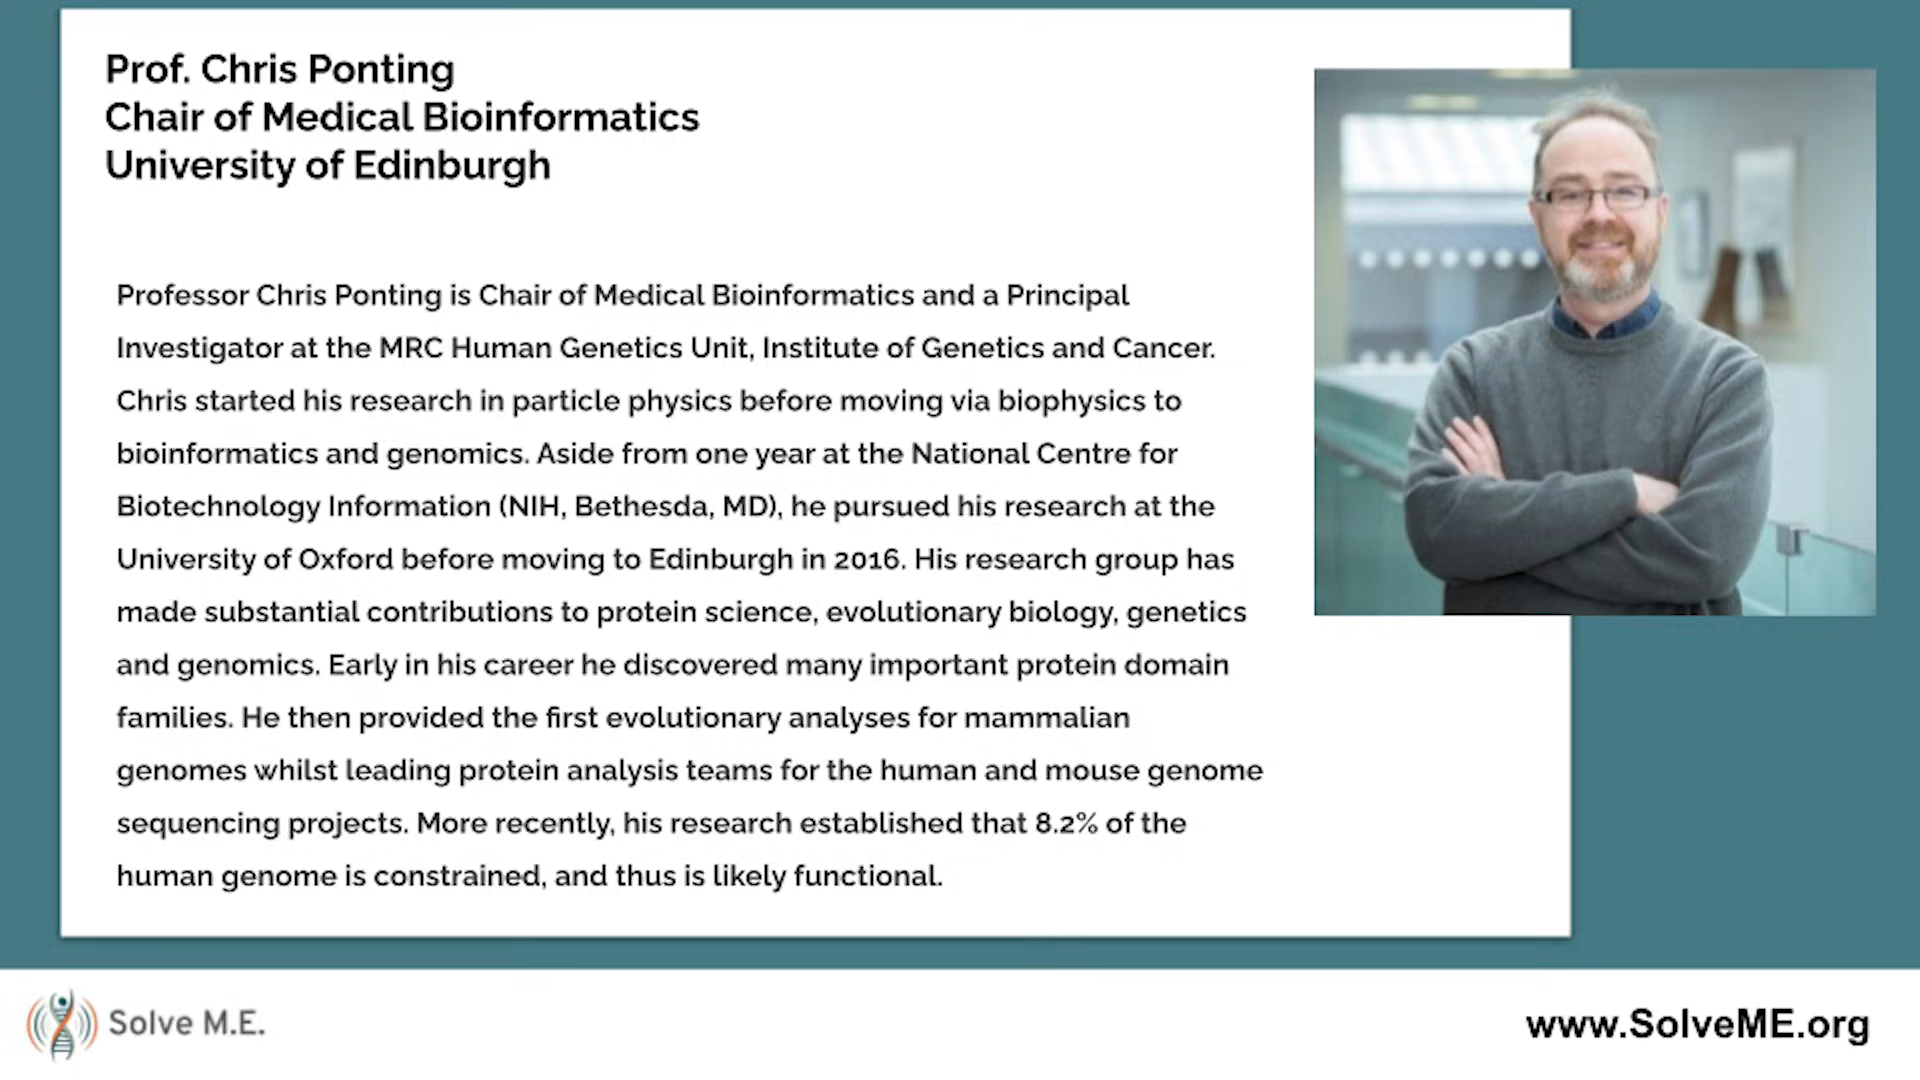 Prof. Chris Ponting
Chair of Medical Bioinformatics
University of Edinburgh
Professor Chris Ponting is Chair of Medical Bioinformatics and a Principal
Investigator at the MRC Human Genetics Unit, Institute of Genetics and Cancer.
Chris started his research in particle physics before moving via biophysics to
bioinformatics and genomics. Aside from one year at the National Centre for
Biotechnology Information (NIH, Bethesda, MD), he pursued his research at the
University of Oxford before moving to Edinburgh in 2016. His research group has
made substantial contributions to protein science, evolutionary biology, genetics
and genomics. Early in his career he discovered many important protein domain
families. He then provided the first evolutionary analyses for mammalian
genomes whilst leading protein analysis teams for the human and mouse genome
sequencing projects. More recently, his research established that 8.2% of the
human genome is constrained, and thus is likely functional.
Solve M.E.
www.SolveME.org